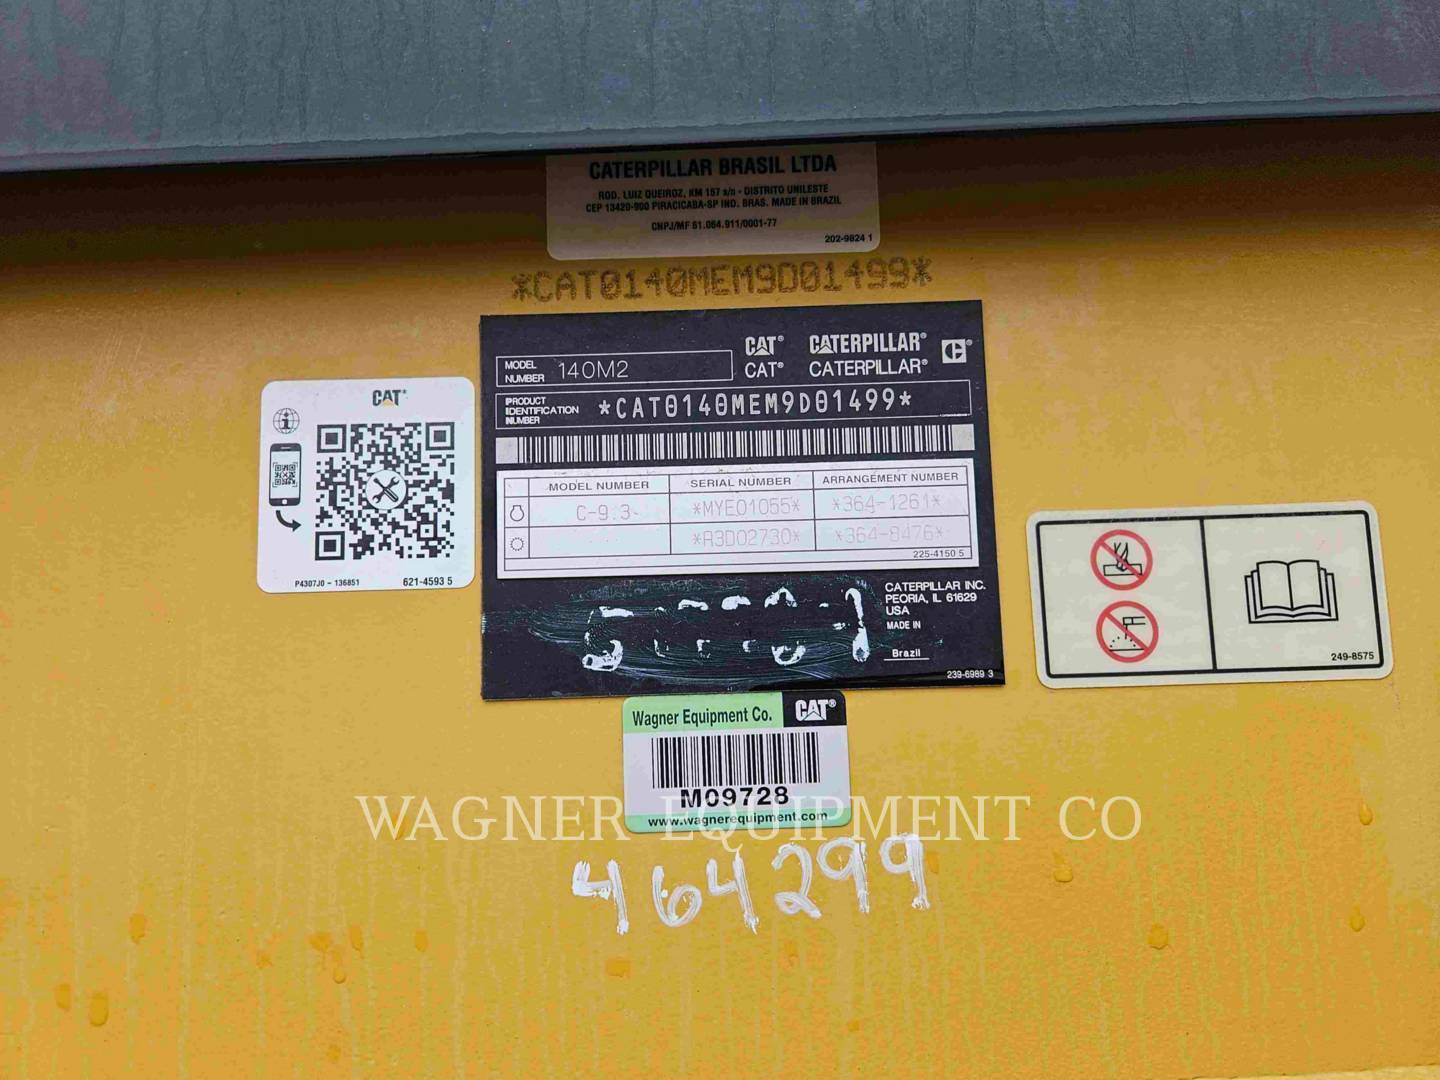 CATERPILLAR BRASIL LTDA
ROD. LUIZ QUEIROZ, KM 157 s/n - DISTRITO UNILESTE
CEP 13420-900 PIRACICABA-SP IND. BRAS. MADE IN BRAZIL
CNPJ/MF 61.064.911/0001-77
202-9824 1
*CAT0140MEM9D01499*
CAT
P4307J0 - 136851
621-4593 5
CAT® CATERPILLAR®
CAT® CATERPILLAR®
MODEL NUMBER 140M2
PRODUCT IDENTIFICATION NUMBER *CAT0140MEM9D01499*
MODEL NUMBER SERIAL NUMBER ARRANGEMENT NUMBER
C-9.3 *MYE01055* *364-1261*
*R3D02730* *364-8476*
225-4150 5
CATERPILLAR INC.
PEORIA, IL 61629
USA
MADE IN
Brazil
239-6989 3
249-8575
Wagner Equipment Co. CAT®
M09728
www.wagnerequipment.com
WAGNER EQUIPMENT CO
464299